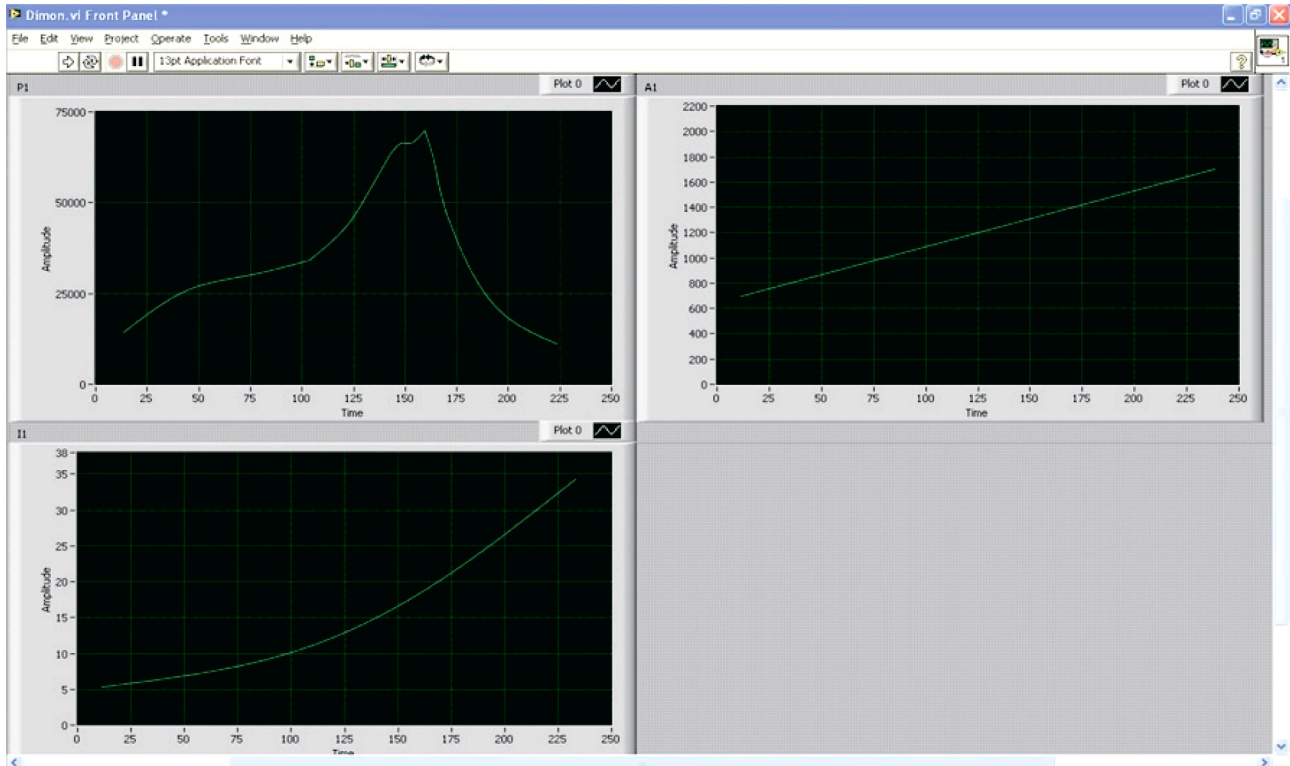 Dimon.vi Front Panel *
File Edit View Project Operate Tools Window Help
13pt Application Font
?
1
P1
Plot 0
75000
50000
25000
0
Amplitude
0 25 50 75 100 125 150 175 200 225 250
Time
A1
Plot 0
2200
2000
1800
1600
1400
1200
1000
800
600
400
200
0
Amplitude
0 25 50 75 100 125 150 175 200 225 250
Time
I1
Plot 0
38
35
30
25
20
15
10
5
0
Amplitude
0 25 50 75 100 125 150 175 200 225 250
Time